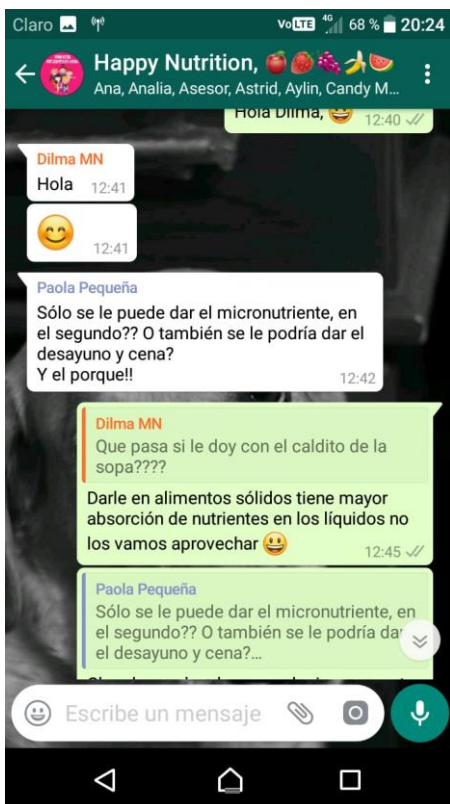 Claro VoLTE 4G 68 % 20:24
Happy Nutrition,
Ana, Analia, Asesor, Astrid, Aylin, Candy M...
Hola Dilma, 12:40
Dilma MN
Hola 12:41
12:41
Paola Pequeña
Sólo se le puede dar el micronutriente, en
el segundo?? O también se le podría dar el
desayuno y cena?
Y el porque!! 12:42
Dilma MN
Que pasa si le doy con el caldito de la
sopa????
Darle en alimentos sólidos tiene mayor
absorción de nutrientes en los líquidos no
los vamos aprovechar 12:45
Paola Pequeña
Sólo se le puede dar el micronutriente, en
el segundo?? O también se le podría dar
el desayuno y cena?...
Escribe un mensaje